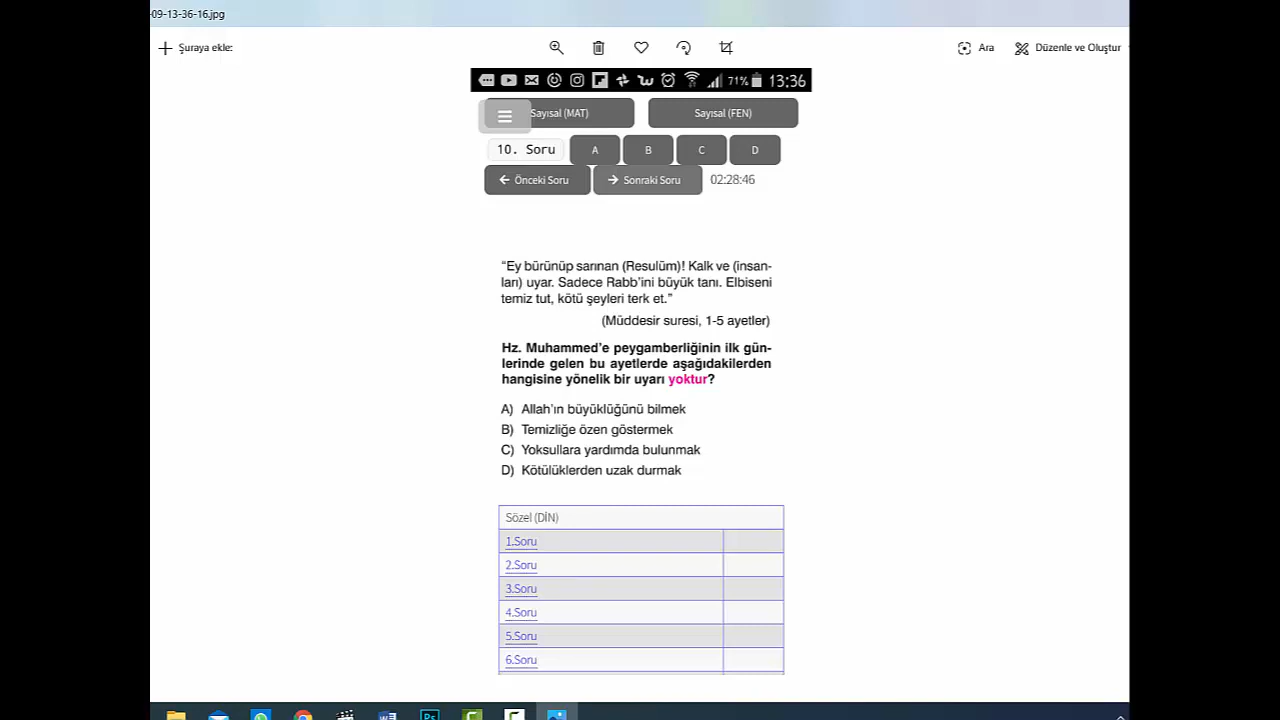 -09-13-36-16.jpg
Şuraya ekle:
Ara
Düzenle ve Oluştur
71%
13:36
Sayısal (MAT)
Sayısal (FEN)
10. Soru
A
B
C
D
← Önceki Soru
→ Sonraki Soru
02:28:46
“Ey bürünüp sarınan (Resulüm)! Kalk ve (insan-
ları) uyar. Sadece Rabb’ini büyük tanı. Elbiseni
temiz tut, kötü şeyleri terk et.”
(Müddesir suresi, 1-5 ayetler)
Hz. Muhammed’e peygamberliğinin ilk gün-
lerinde gelen bu ayetlerde aşağıdakilerden
hangisine yönelik bir uyarı yoktur?
A) Allah’ın büyüklüğünü bilmek
B) Temizliğe özen göstermek
C) Yoksullara yardımda bulunmak
D) Kötülüklerden uzak durmak
Sözel (DİN)
1.Soru
2.Soru
3.Soru
4.Soru
5.Soru
6.Soru
Ps